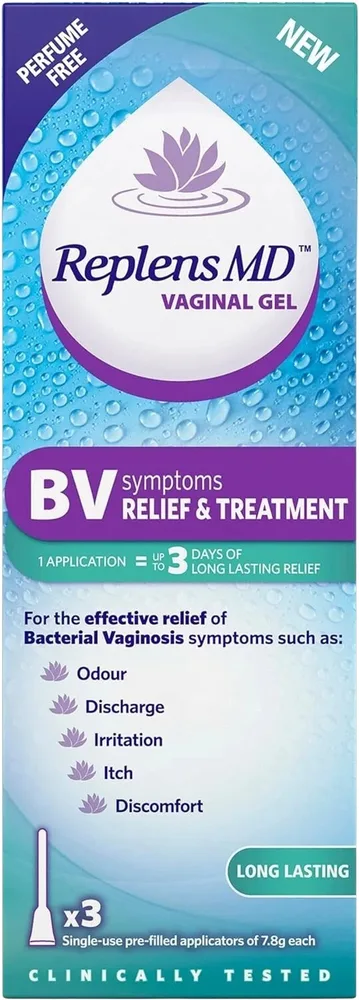 PERFUME
FREE
NEW
Replens MD™
VAGINAL GEL
BV symptoms
RELIEF & TREATMENT
1 APPLICATION = UP TO 3 DAYS OF
LONG LASTING RELIEF
For the effective relief of
Bacterial Vaginosis symptoms such as:
Odour
Discharge
Irritation
Itch
Discomfort
LONG LASTING
x3
Single-use pre-filled applicators of 7.8g each
CLINICALLY TESTED